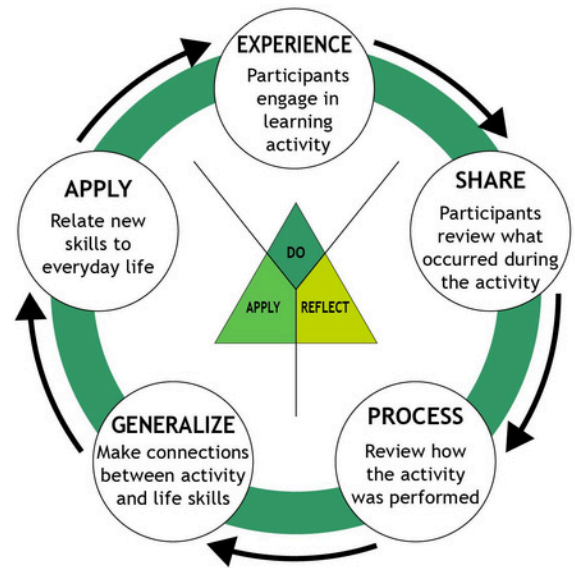 EXPERIENCE
Participants
engage in
learning
activity
SHARE
Participants
review what
occurred during
the activity
PROCESS
Review how
the activity
was performed
GENERALIZE
Make connections
between activity
and life skills
APPLY
Relate new
skills to
everyday life
DO
APPLY
REFLECT